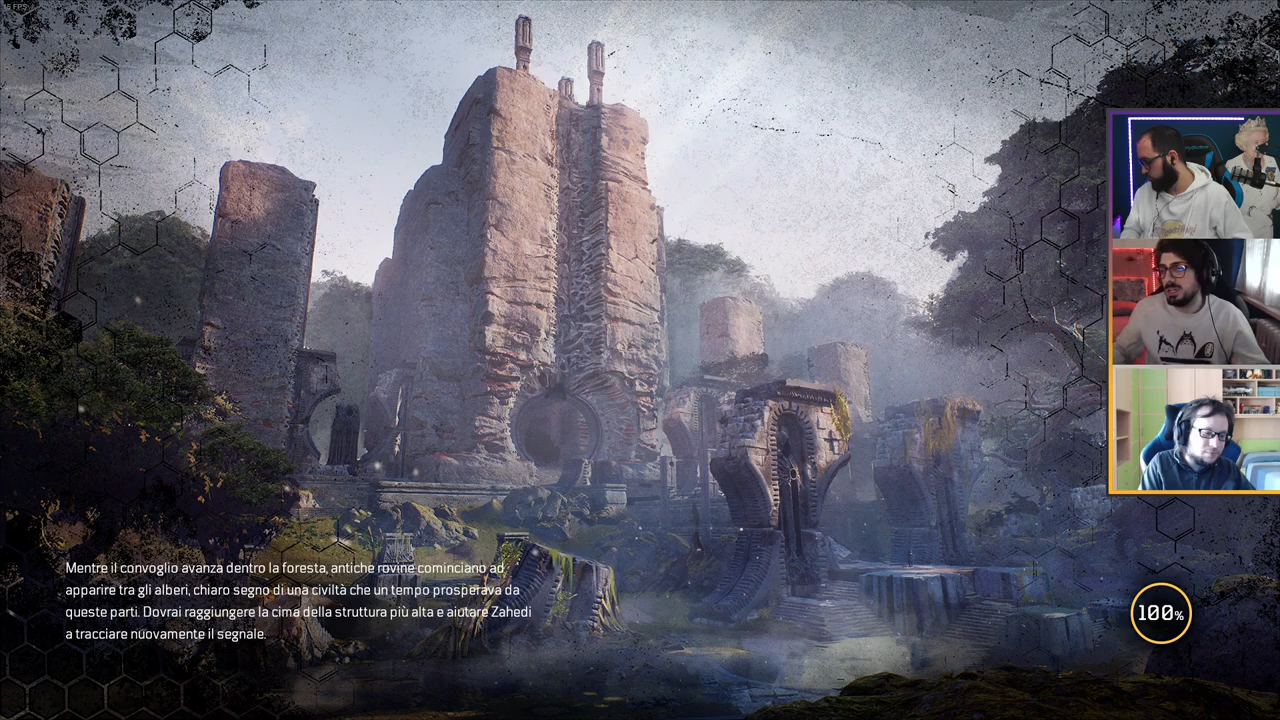 5 FPS
Mentre il convoglio avanza dentro la foresta, antiche rovine cominciano ad
apparire tra gli alberi, chiaro segno di una civiltà che un tempo prosperava da
queste parti. Dovrai raggiungere la cima della struttura più alta e aiutare Zahedi
a tracciare nuovamente il segnale.
100%